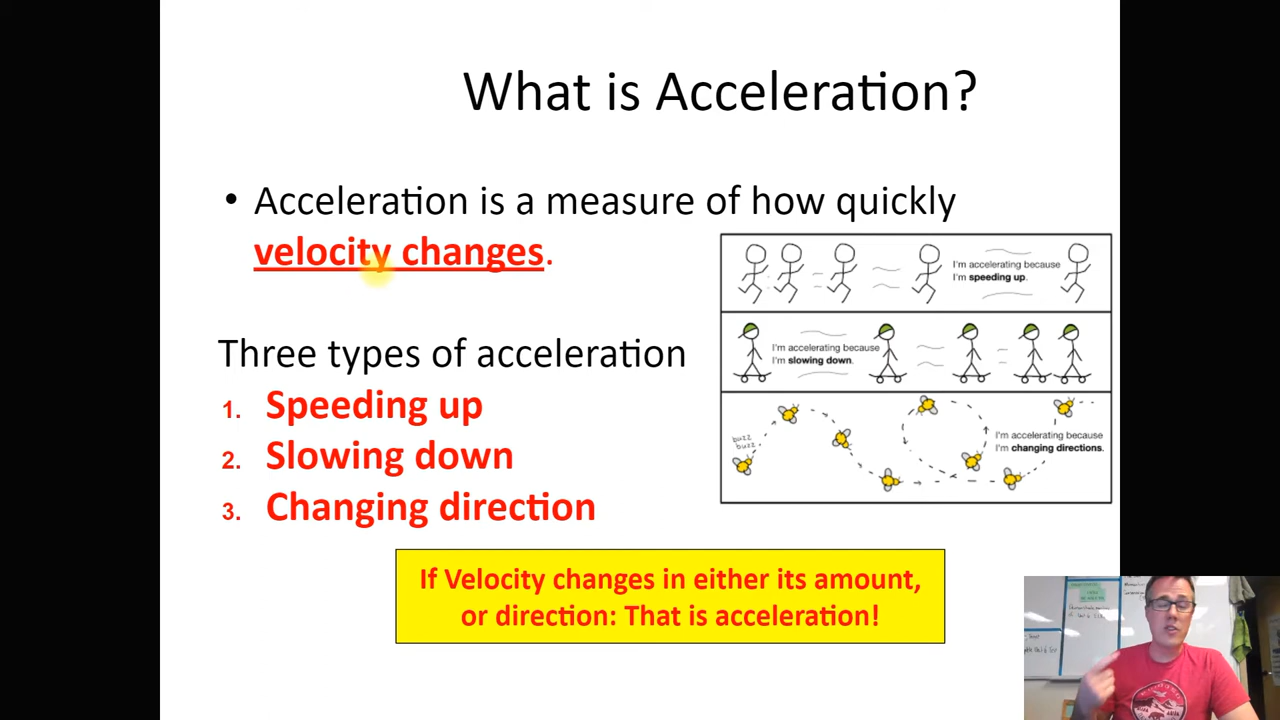 What is Acceleration?
• Acceleration is a measure of how quickly
velocity changes.
Three types of acceleration
1. Speeding up
2. Slowing down
3. Changing direction
I'm accelerating because
I'm speeding up.
I'm accelerating because
I'm slowing down.
buzz
buzz
I'm accelerating because
I'm changing directions.
If Velocity changes in either its amount,
or direction: That is acceleration!